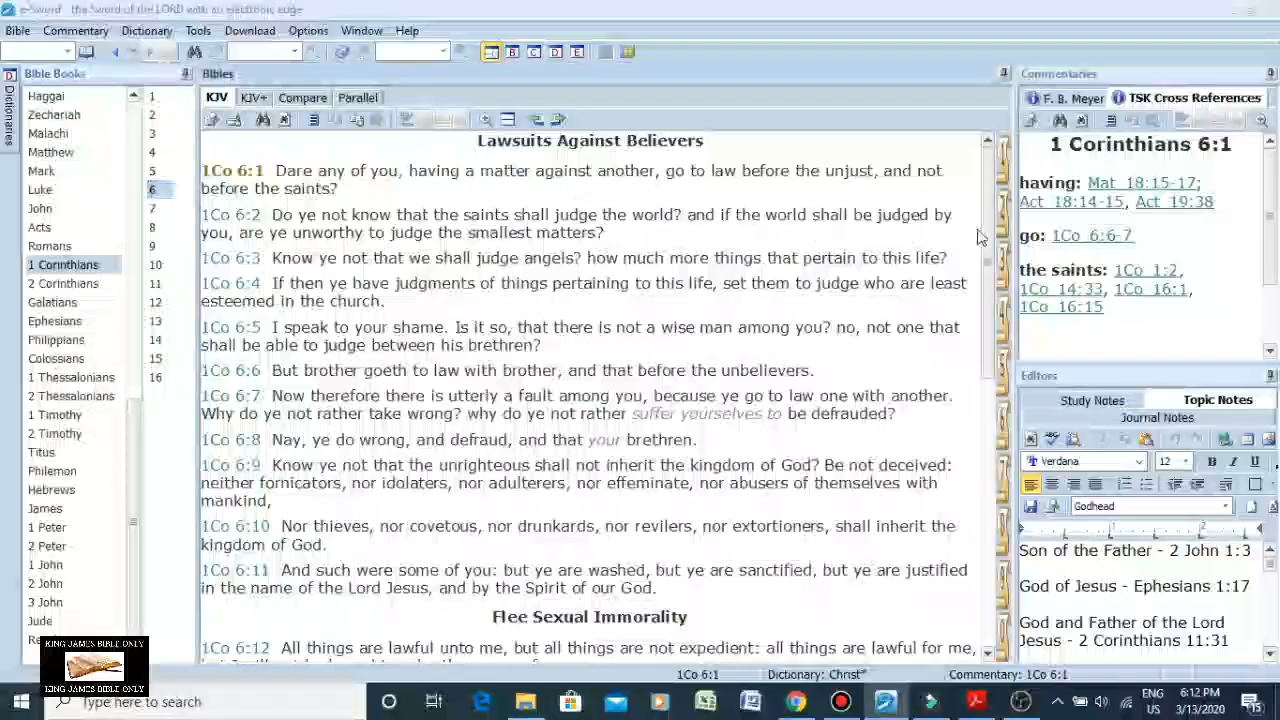 e-Sword - the Sword of the LORD with an electronic edge
Bible Commentary Dictionary Tools Download Options Window Help
B C D E
Dictionaries
Bible Books
Haggai
Zechariah
Malachi
Matthew
Mark
Luke
John
Acts
Romans
1 Corinthians
2 Corinthians
Galatians
Ephesians
Philippians
Colossians
1 Thessalonians
2 Thessalonians
1 Timothy
2 Timothy
Titus
Philemon
Hebrews
James
1 Peter
2 Peter
1 John
2 John
3 John
Jude
1
2
3
4
5
6
7
8
9
10
11
12
13
14
15
16
Bibles
KJV KJV+ Compare Parallel
Lawsuits Against Believers
1Co 6:1 Dare any of you, having a matter against another, go to law before the unjust, and not
before the saints?
1Co 6:2 Do ye not know that the saints shall judge the world? and if the world shall be judged by
you, are ye unworthy to judge the smallest matters?
1Co 6:3 Know ye not that we shall judge angels? how much more things that pertain to this life?
1Co 6:4 If then ye have judgments of things pertaining to this life, set them to judge who are least
esteemed in the church.
1Co 6:5 I speak to your shame. Is it so, that there is not a wise man among you? no, not one that
shall be able to judge between his brethren?
1Co 6:6 But brother goeth to law with brother, and that before the unbelievers.
1Co 6:7 Now therefore there is utterly a fault among you, because ye go to law one with another.
Why do ye not rather take wrong? why do ye not rather suffer yourselves to be defrauded?
1Co 6:8 Nay, ye do wrong, and defraud, and that your brethren.
1Co 6:9 Know ye not that the unrighteous shall not inherit the kingdom of God? Be not deceived:
neither fornicators, nor idolaters, nor adulterers, nor effeminate, nor abusers of themselves with
mankind,
1Co 6:10 Nor thieves, nor covetous, nor drunkards, nor revilers, nor extortioners, shall inherit the
kingdom of God.
1Co 6:11 And such were some of you: but ye are washed, but ye are sanctified, but ye are justified
in the name of the Lord Jesus, and by the Spirit of our God.
Flee Sexual Immorality
1Co 6:12 All things are lawful unto me, but all things are not expedient: all things are lawful for me,
Commentaries
F. B. Meyer TSK Cross References
1 Corinthians 6:1
having: Mat 18:15-17;
Act 18:14-15, Act 19:38
go: 1Co 6:6-7
the saints: 1Co 1:2,
1Co 14:33, 1Co 16:1,
1Co 16:15
Editors
Study Notes Topic Notes
Journal Notes
Verdana 12 B I U
Godhead
1 2
Son of the Father - 2 John 1:3
God of Jesus - Ephesians 1:17
God and Father of the Lord
Jesus - 2 Corinthians 11:31
1Co 6:1 Dictionary: Christ* Commentary: 1Co 6:1
KING JAMES BIBLE ONLY
KING JAMES BIBLE ONLY
Type here to search
ENG
US
6:12 PM
3/13/2020
15